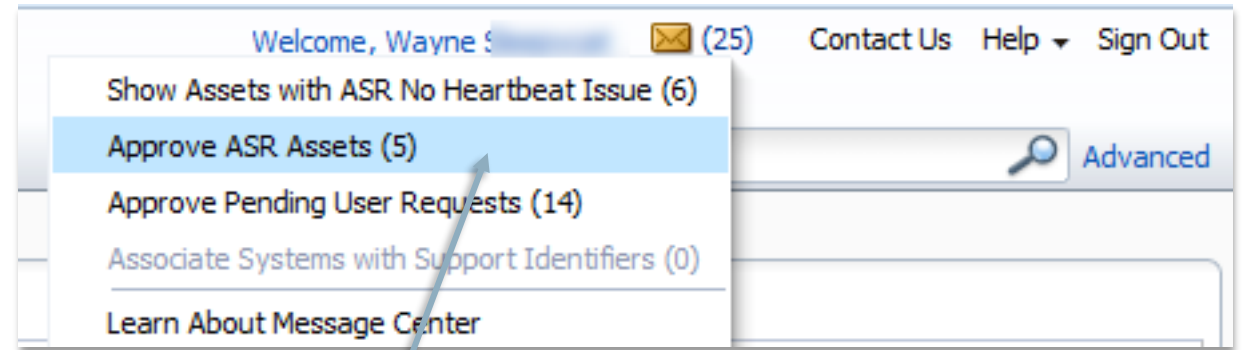 Welcome, Wayne (25) Contact Us Help Sign Out
Show Assets with ASR No Heartbeat Issue (6)
Approve ASR Assets (5)
Advanced
Approve Pending User Requests (14)
Associate Systems with Support Identifiers (0)
Learn About Message Center